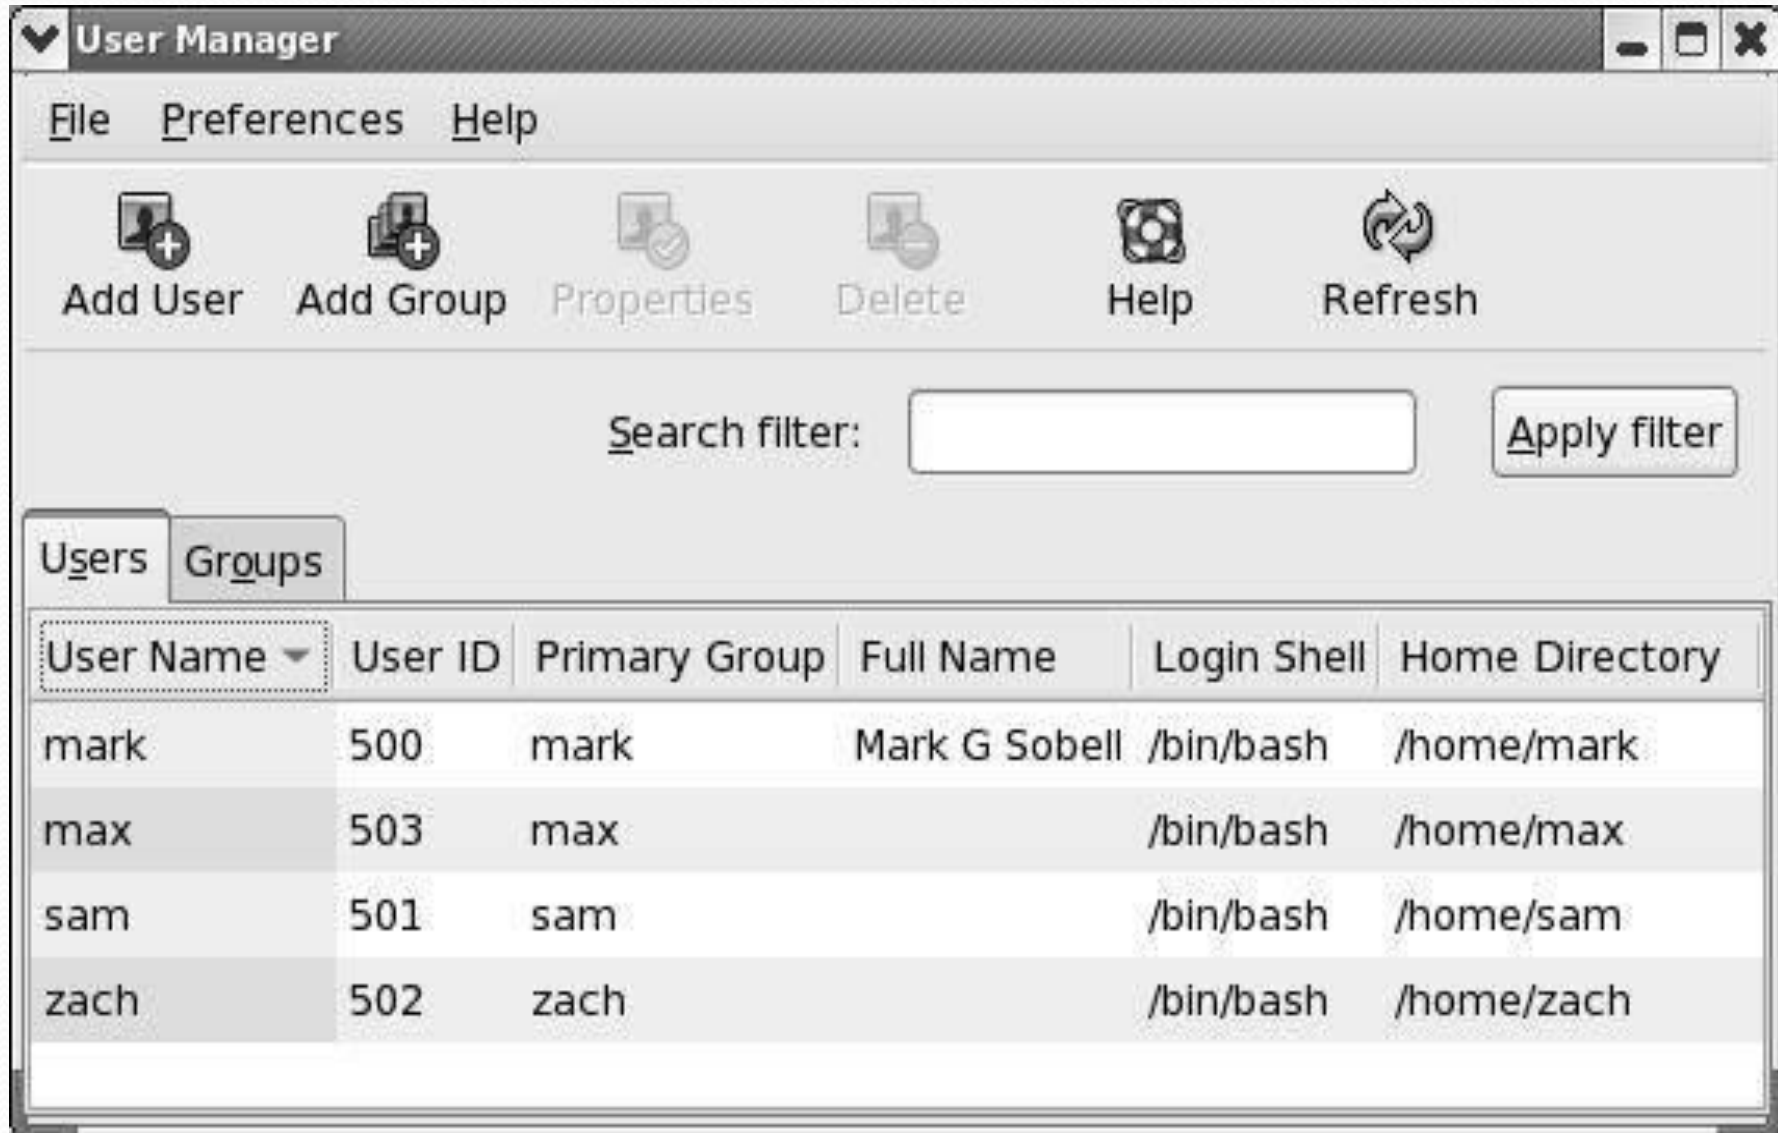 User Manager
File Preferences Help
Add User Add Group Properties Delete Help Refresh
Search filter: Apply filter
Users Groups
User Name User ID Primary Group Full Name Login Shell Home Directory
mark 500 mark Mark G Sobell /bin/bash /home/mark
max 503 max /bin/bash /home/max
sam 501 sam /bin/bash /home/sam
zach 502 zach /bin/bash /home/zach